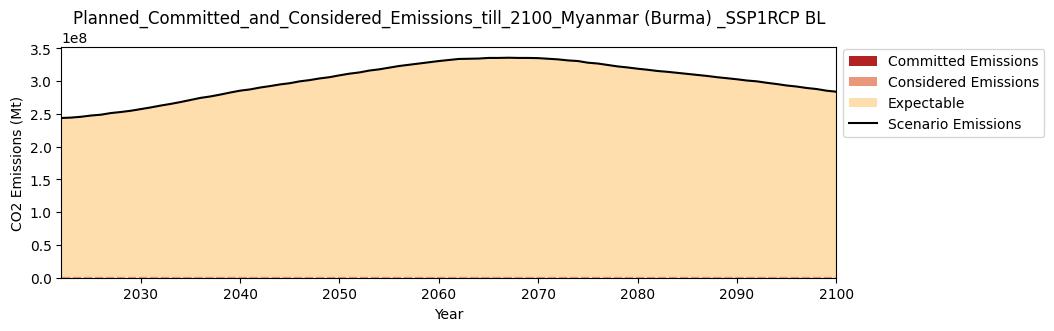 Planned_Committed_and_Considered_Emissions_till_2100_Myanmar (Burma) _SSP1RCP BL
1e8
3.5
3.0
2.5
2.0
1.5
1.0
0.5
0.0
CO2 Emissions (Mt)
2030 2040 2050 2060 2070 2080 2090 2100
Year
Committed Emissions
Considered Emissions
Expectable
Scenario Emissions